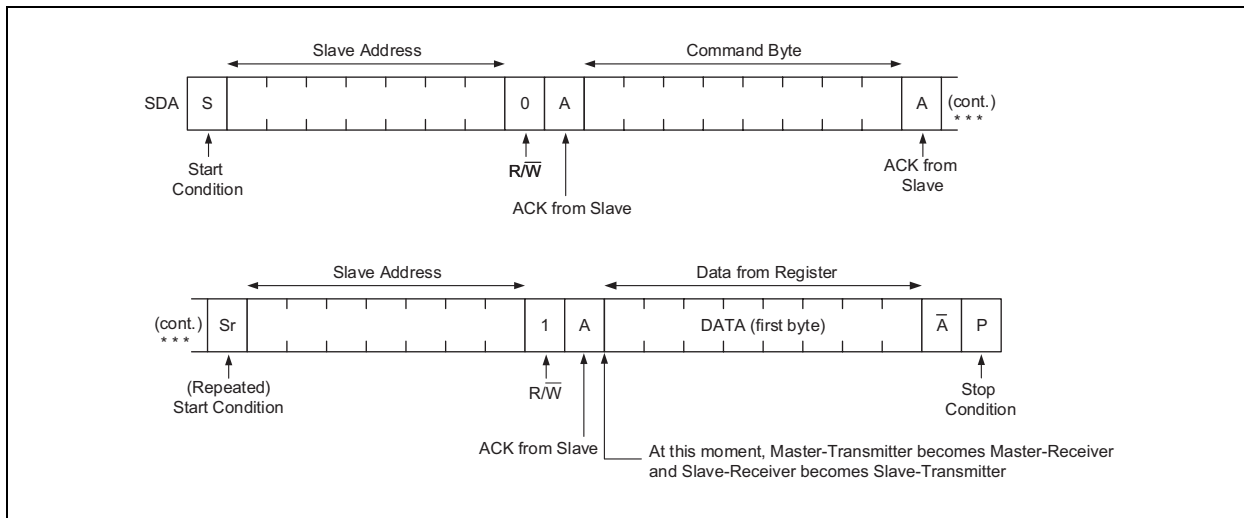 Slave Address Command Byte
SDA S 0 A A (cont.)
* * *
Start Condition
R/W̅
ACK from Slave
ACK from Slave
Slave Address Data from Register
(cont.) Sr 1 A DATA (first byte) A̅ P
* * *
(Repeated) Start Condition
R/W̅
Stop Condition
ACK from Slave
At this moment, Master-Transmitter becomes Master-Receiver
and Slave-Receiver becomes Slave-Transmitter